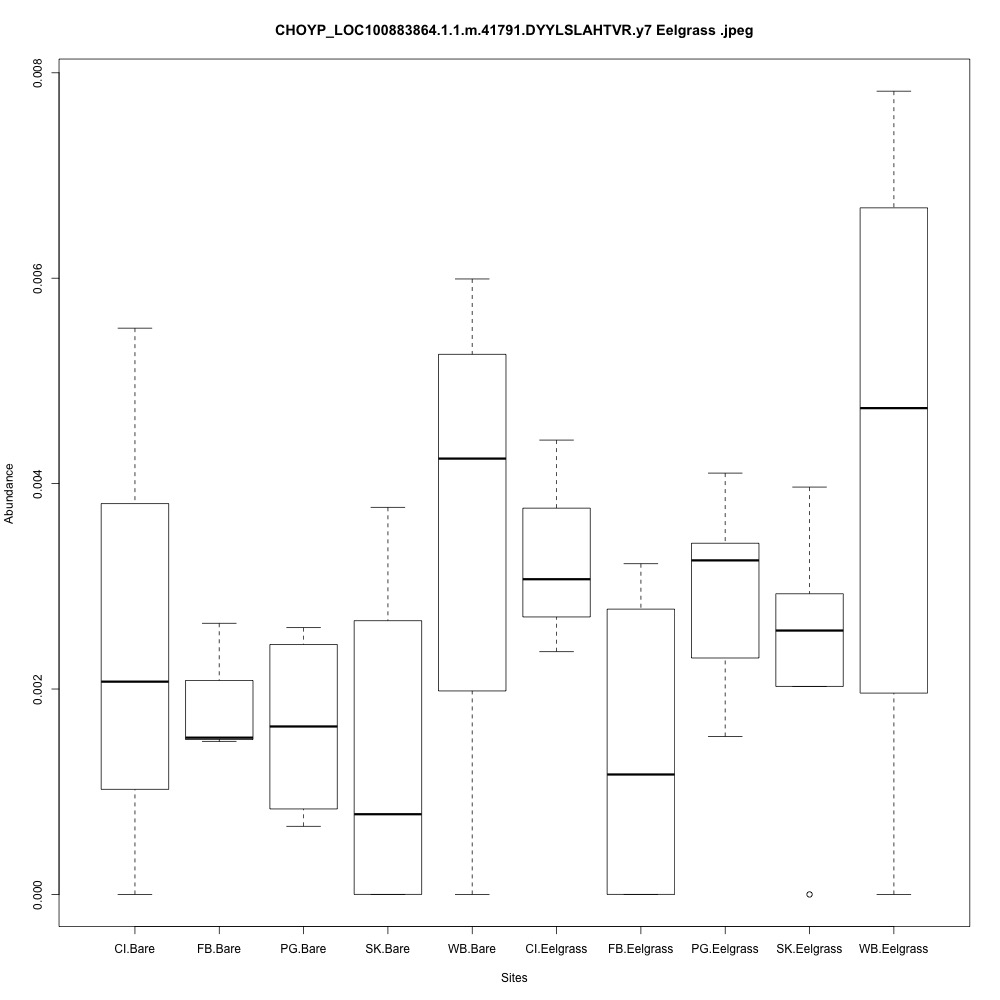 CHOYP_LOC100883864.1.1.m.41791.DYYLSLAHTVR.y7 Eelgrass .jpeg
0.008
0.006
0.004
0.002
0.000
Abundance
CI.Bare FB.Bare PG.Bare SK.Bare WB.Bare CI.Eelgrass FB.Eelgrass PG.Eelgrass SK.Eelgrass WB.Eelgrass
Sites